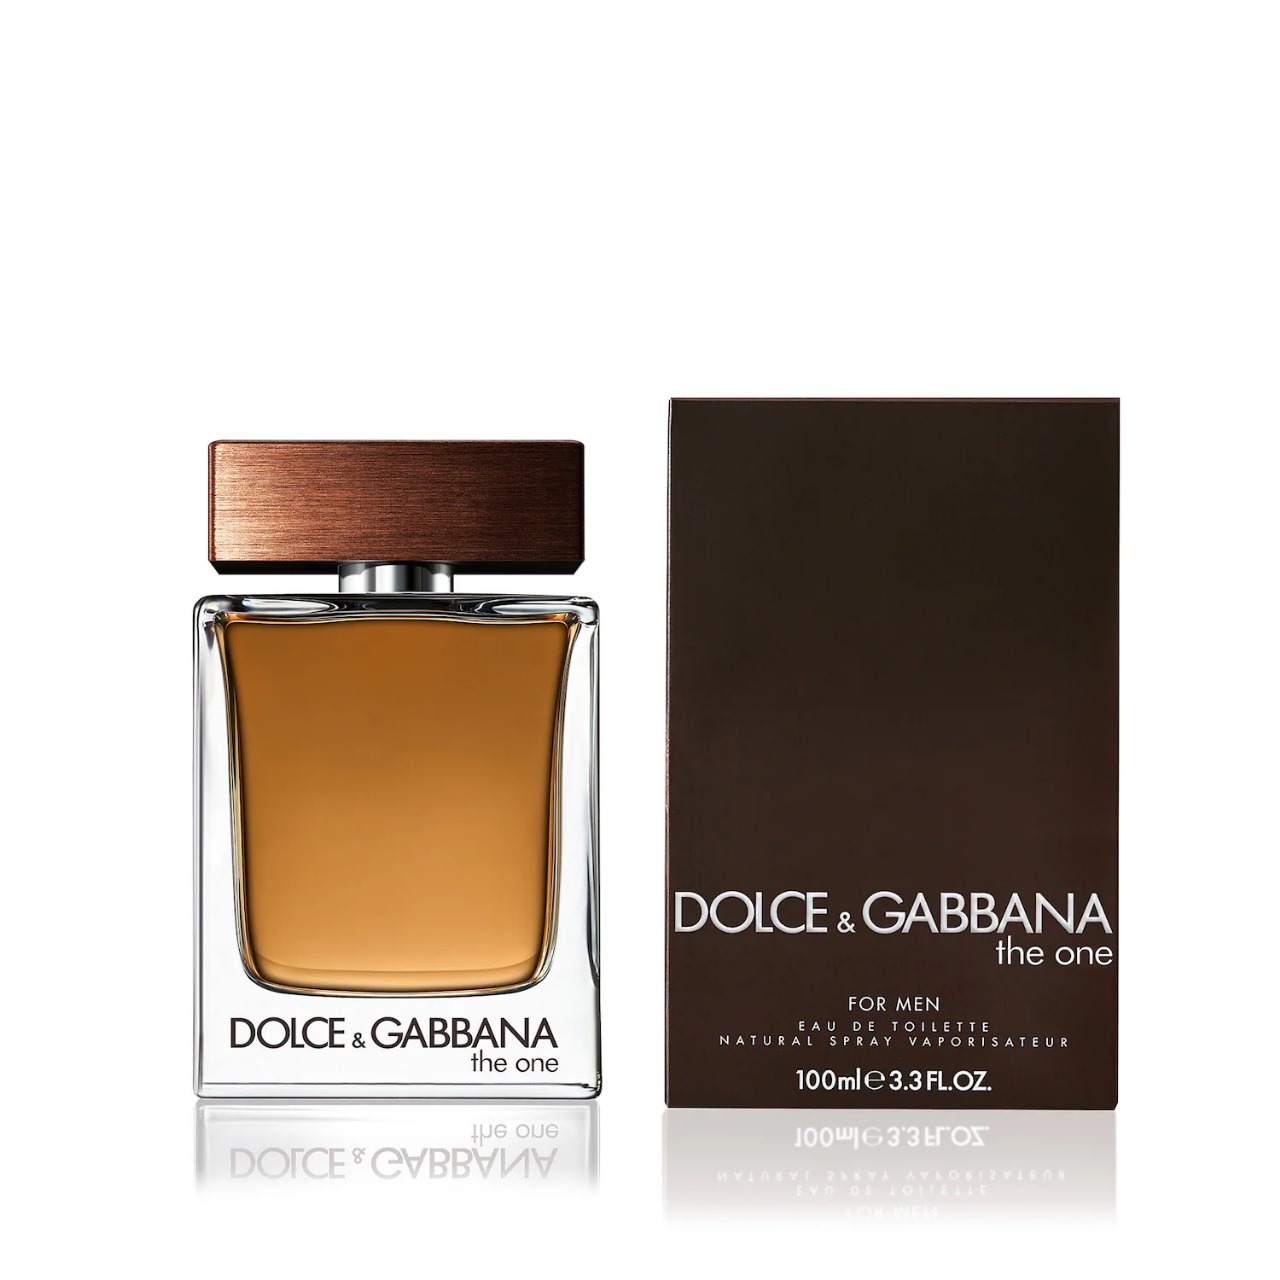 DOLCE & GABBANA
the one
DOLCE & GABBANA
the one
FOR MEN
EAU DE TOILETTE
NATURAL SPRAY VAPORISATEUR
100ml℮3.3 FL.OZ.